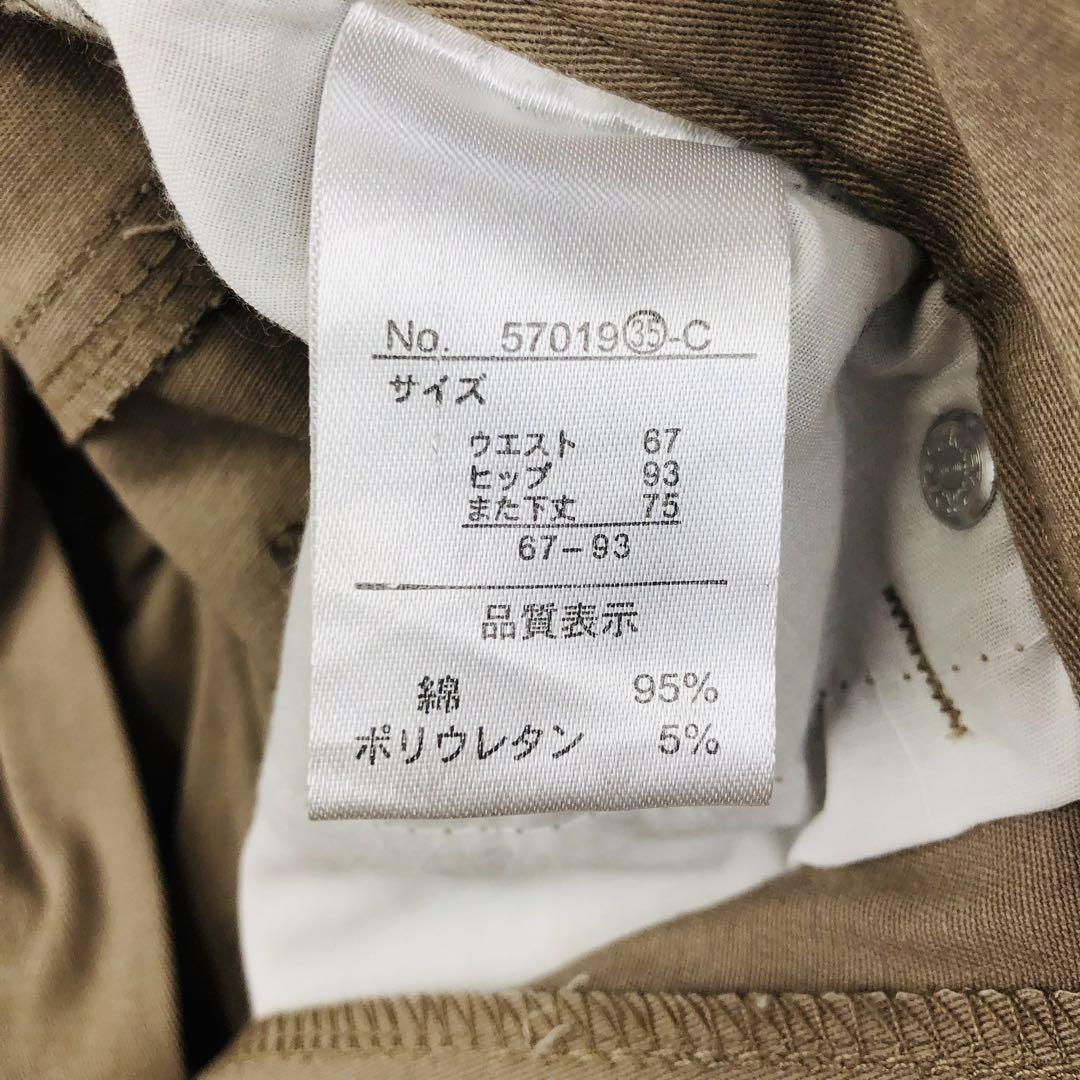 No. 57019㉟-C
サイズ
ウエスト 67
ヒップ 93
また下丈 75
67-93
品質表示
綿 95%
ポリウレタン 5%